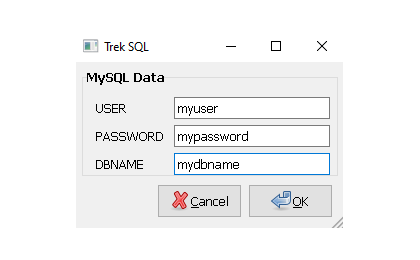 Trek SQL
MySQL Data
USER myuser
PASSWORD mypassword
DBNAME mydbname
Cancel OK